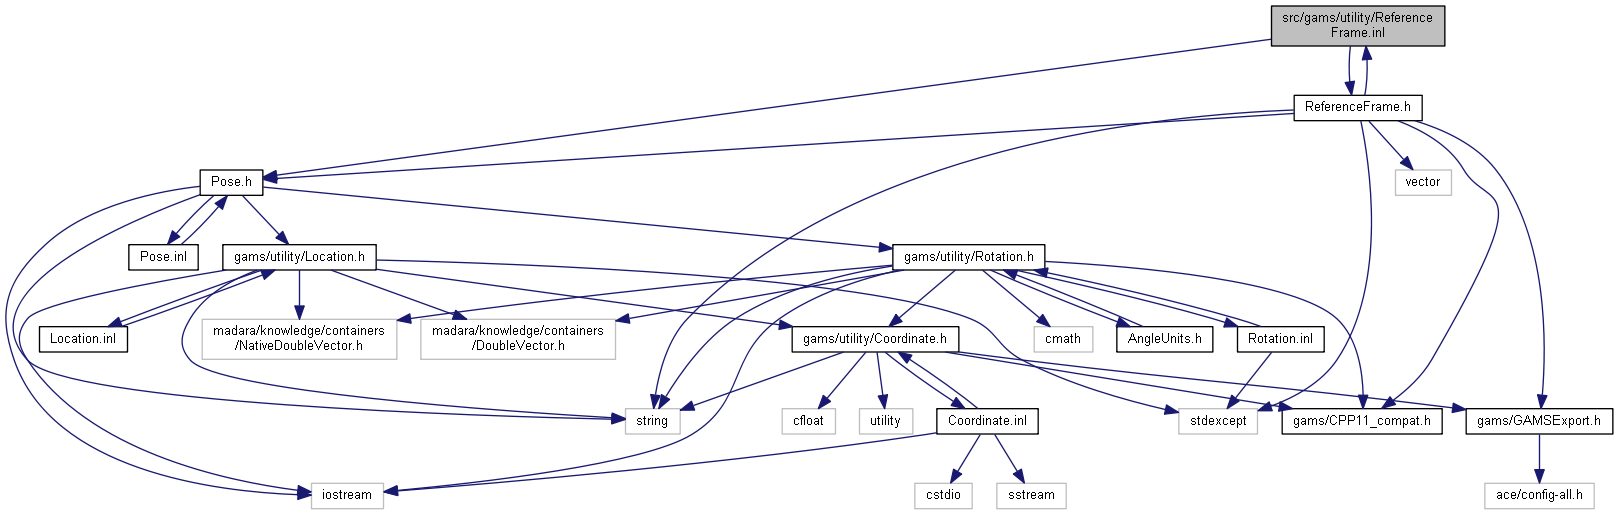 src/gams/utility/Reference
Frame.inl
ReferenceFrame.h
Pose.h
vector
Pose.inl
gams/utility/Location.h
gams/utility/Rotation.h
Location.inl
madara/knowledge/containers
/NativeDoubleVector.h
madara/knowledge/containers
/DoubleVector.h
gams/utility/Coordinate.h
cmath
AngleUnits.h
Rotation.inl
string
cfloat
utility
Coordinate.inl
stdexcept
gams/CPP11_compat.h
gams/GAMSExport.h
iostream
cstdio
sstream
ace/config-all.h